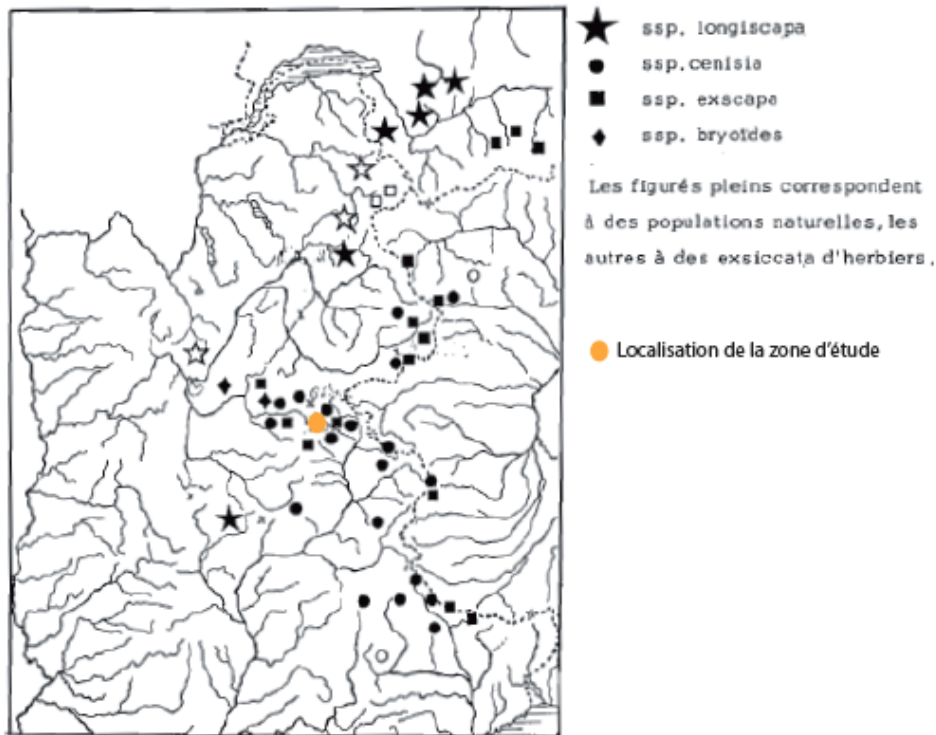 ssp. longiscapa
ssp. cenisia
ssp. exscapa
ssp. bryoïdes
Les figurés pleins correspondent
à des populations naturelles, les
autres à des exsiccata d'herbiers.
Localisation de la zone d'étude